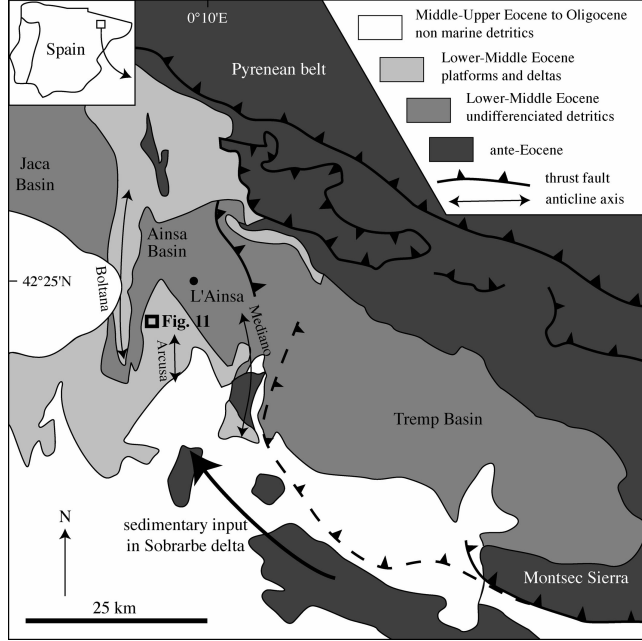 0°10'E
Spain
Pyrenean belt
Middle-Upper Eocene to Oligocene
non marine detritics
Lower-Middle Eocene
platforms and deltas
Lower-Middle Eocene
undifferenciated detritics
ante-Eocene
thrust fault
anticline axis
Jaca
Basin
Ainsa
Basin
42°25'N
Boltana
L'Ainsa
Fig. 11
Arcusa
Mediano
Tremp Basin
sedimentary input
in Sobrarbe delta
N
25 km
Montsec Sierra